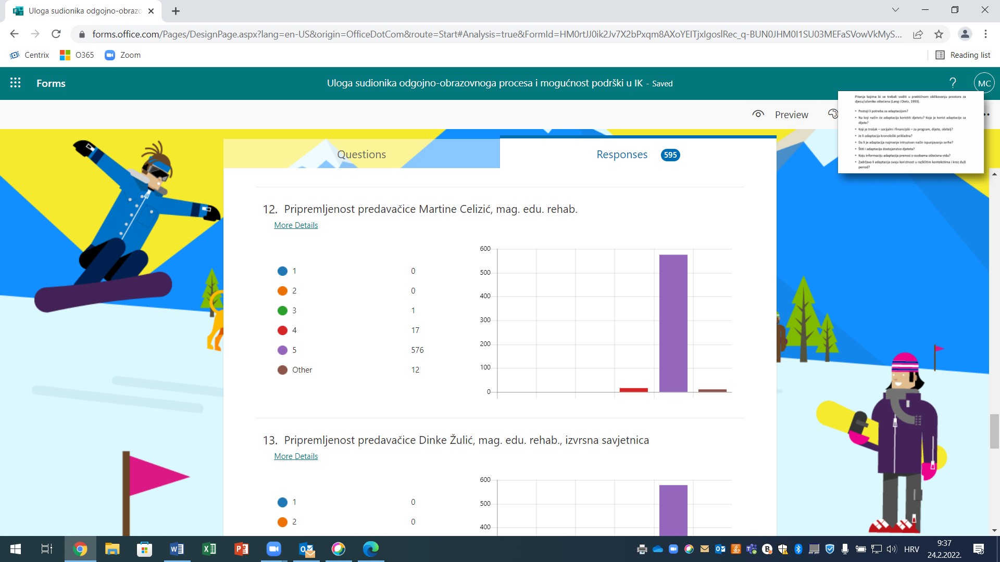 Uloga sudionika odgojno-obrazo
forms.office.com/Pages/DesignPage.aspx?lang=en-US&origin=OfficeDotCom&route=Start#Analysis=true&FormId=HM0rtJJ0ik2Jv7X2bPxqm8AXoYEITjxIgoslRec_q-BUN0JHM0I1SU03MEFaSVowVkMyS...
Centrix
O365
Zoom
Reading list
Forms
Uloga sudionika odgojno-obrazovnoga procesa i mogućnost podrški u IK - Saved
?
MC
Preview
Pitanja kojima bi se trebali voditi u praktičnom oblikovanju prostora za
djecu/učenike oštećena (Lang i Dietz, 1993).
• Postoji li potreba za adaptacijom?
• Na koji način će adaptacija koristiti djetetu? Koja je korist adaptacije za
dijete?
• Koji je trošak – socijalni i financijski – za program, dijete, obitelj?
• Je li adaptacija kronološki prikladna?
• Da li je adaptacija najmanje intruzivan način ispunjavanja svrhe?
• Štiti i adaptacija dostojanstvo djeteta?
• Koju informaciju adaptacija prenosi o osobama oštećena vida?
• Zadržava li adaptacija svoju koristnost u različitim kontekstima i kroz duži
period?
Questions
Responses 595
12. Pripremljenost predavačice Martine Celizić, mag. edu. rehab.
More Details
1 0
2 0
3 1
4 17
5 576
Other 12
600
500
400
300
200
100
0
13. Pripremljenost predavačice Dinke Žulić, mag. edu. rehab., izvrsna savjetnica
More Details
1 0
2 0
600
500
400
HRV
9:37
24.2.2022.